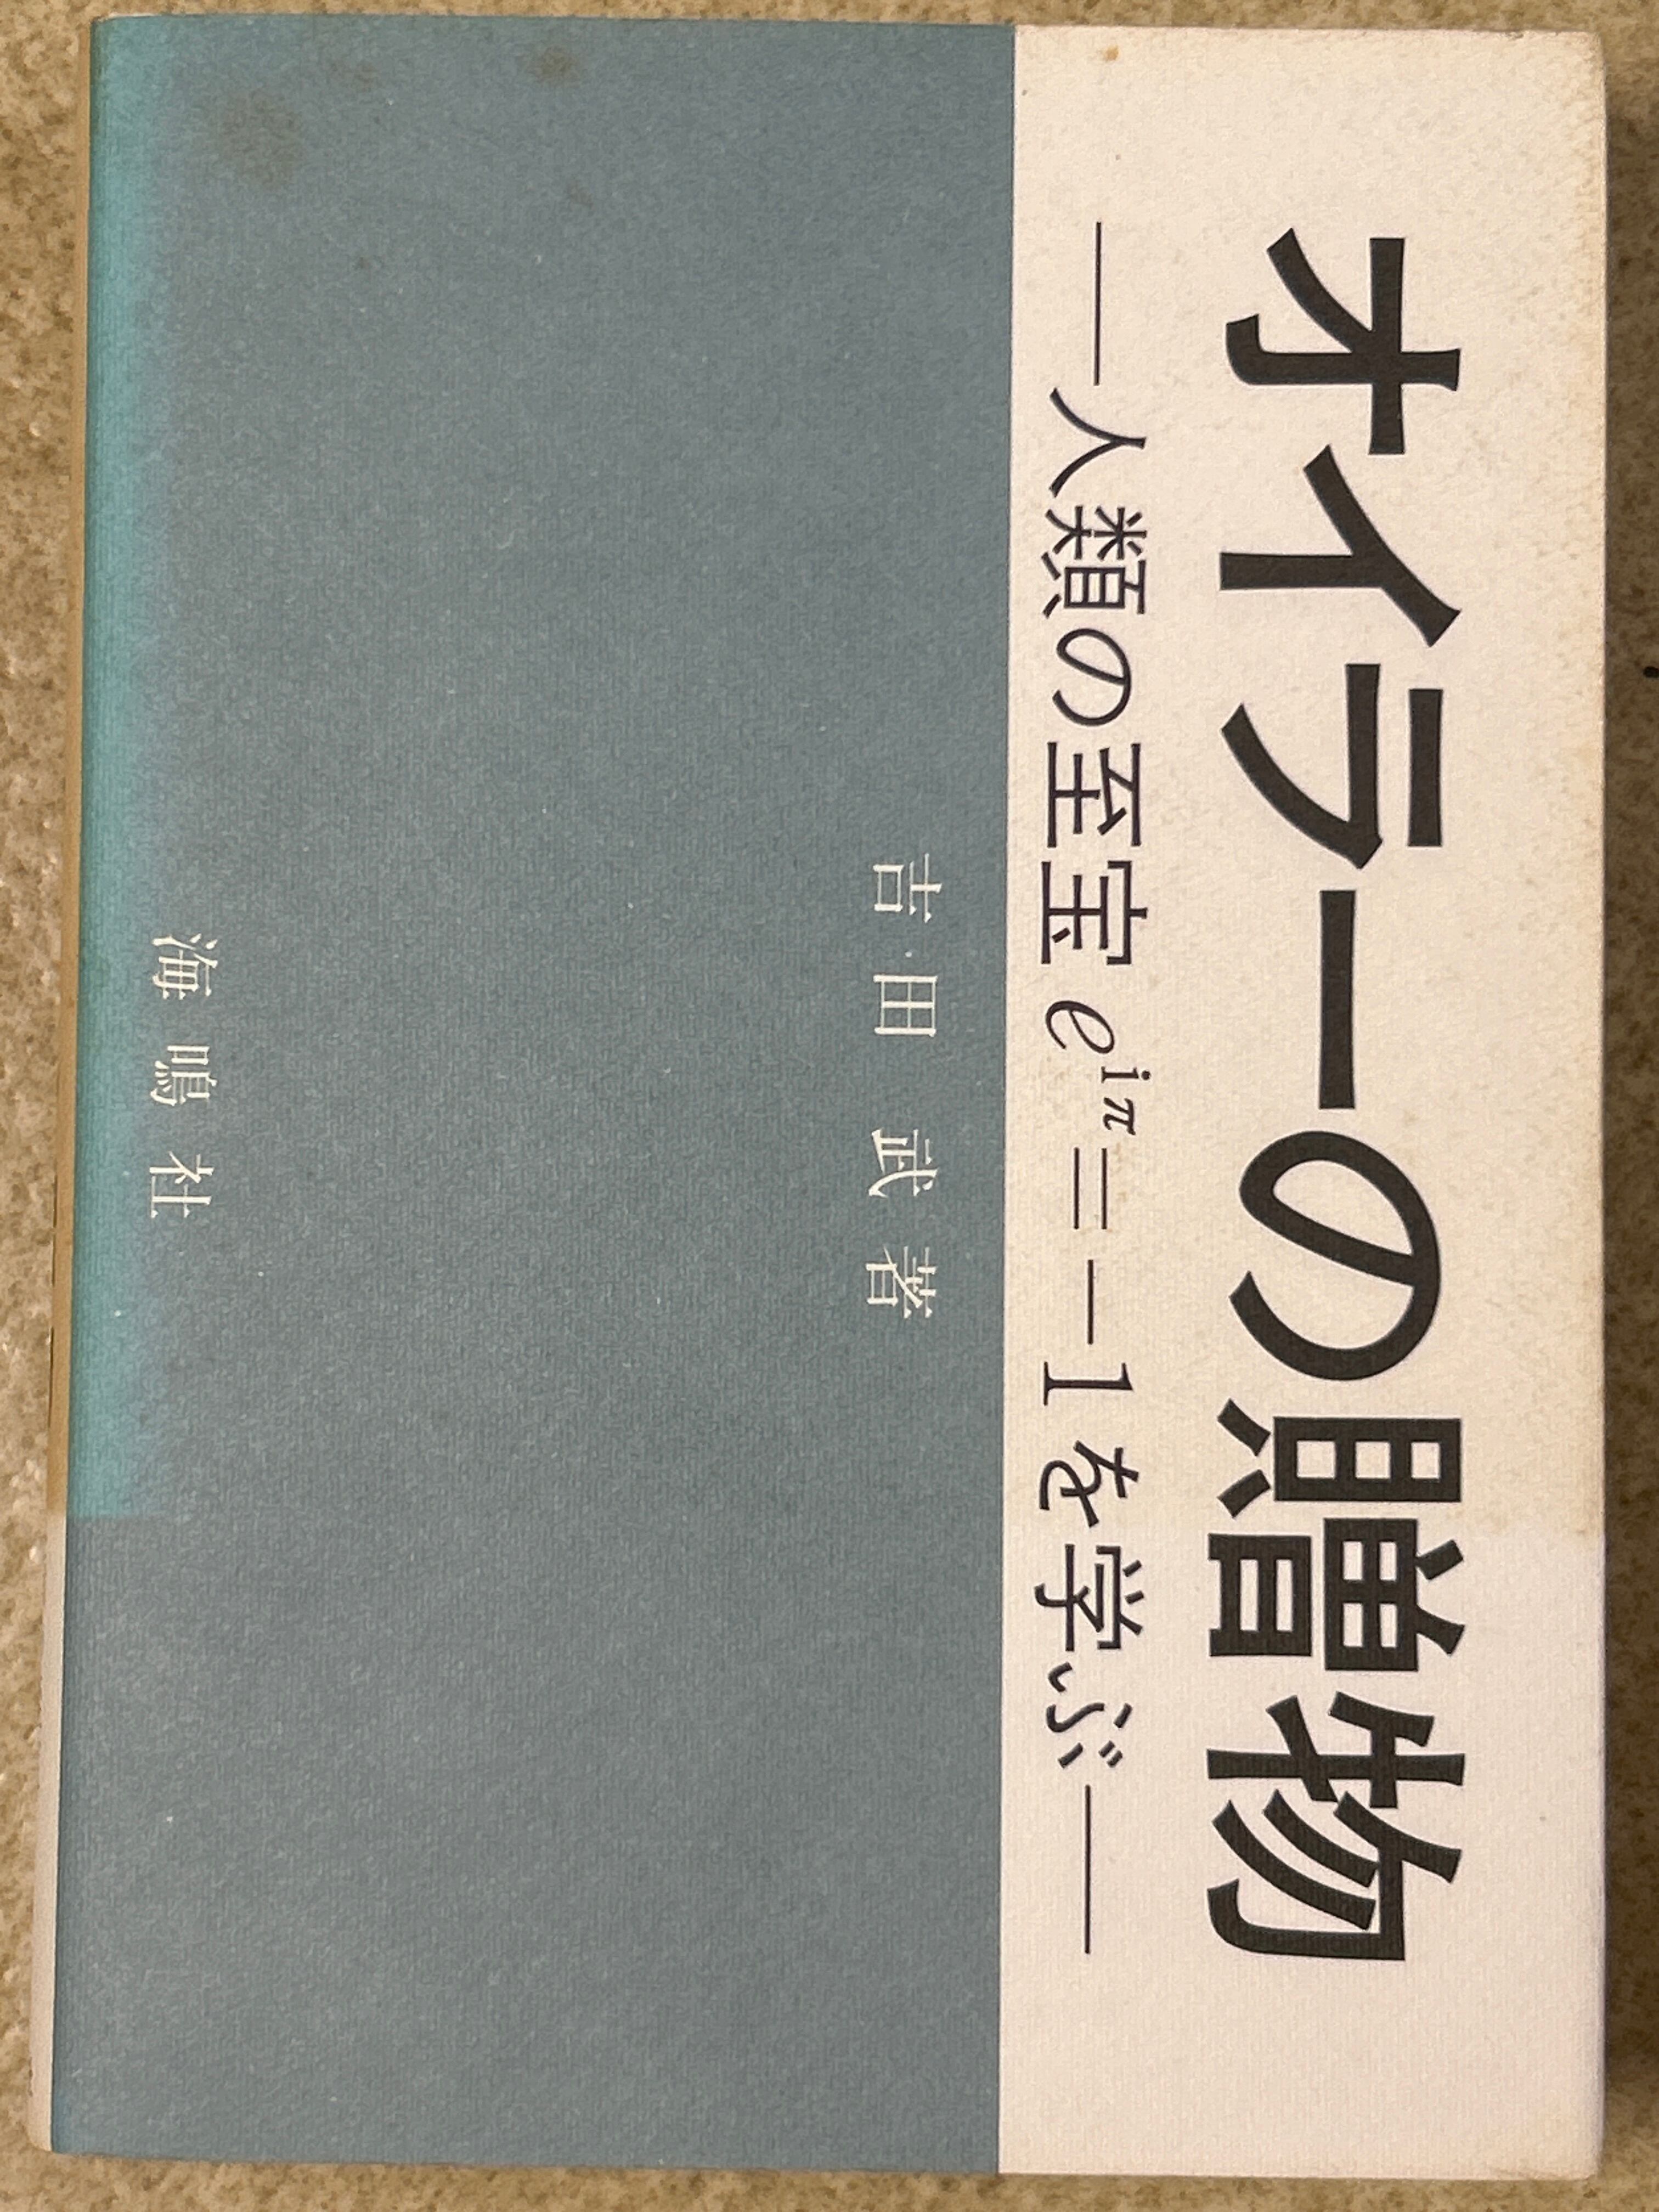 オイラーの贈物
―人類の至宝 e^{iπ}=－1 を学ぶ―
吉田 武 著
海鳴社